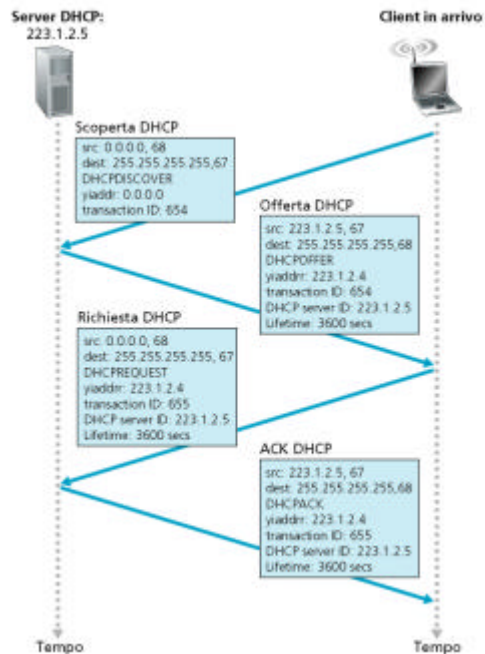 Server DHCP:
223.1.2.5
Client in arrivo
Scoperta DHCP
src: 0.0.0.0, 68
dest: 255.255.255.255,67
DHCPDISCOVER
yiaddr: 0.0.0.0
transaction ID: 654
Offerta DHCP
src: 223.1.2.5, 67
dest: 255.255.255.255,68
DHCPOFFER
yiaddrr: 223.1.2.4
transaction ID: 654
DHCP server ID: 223.1.2.5
Lifetime: 3600 secs
Richiesta DHCP
src: 0.0.0.0, 68
dest: 255.255.255.255, 67
DHCPREQUEST
yiaddrr: 223.1.2.4
transaction ID: 655
DHCP server ID: 223.1.2.5
Lifetime: 3600 secs
ACK DHCP
src: 223.1.2.5, 67
dest: 255.255.255.255,68
DHCPACK
yiaddrr: 223.1.2.4
transaction ID: 655
DHCP server ID: 223.1.2.5
Lifetime: 3600 secs
Tempo
Tempo